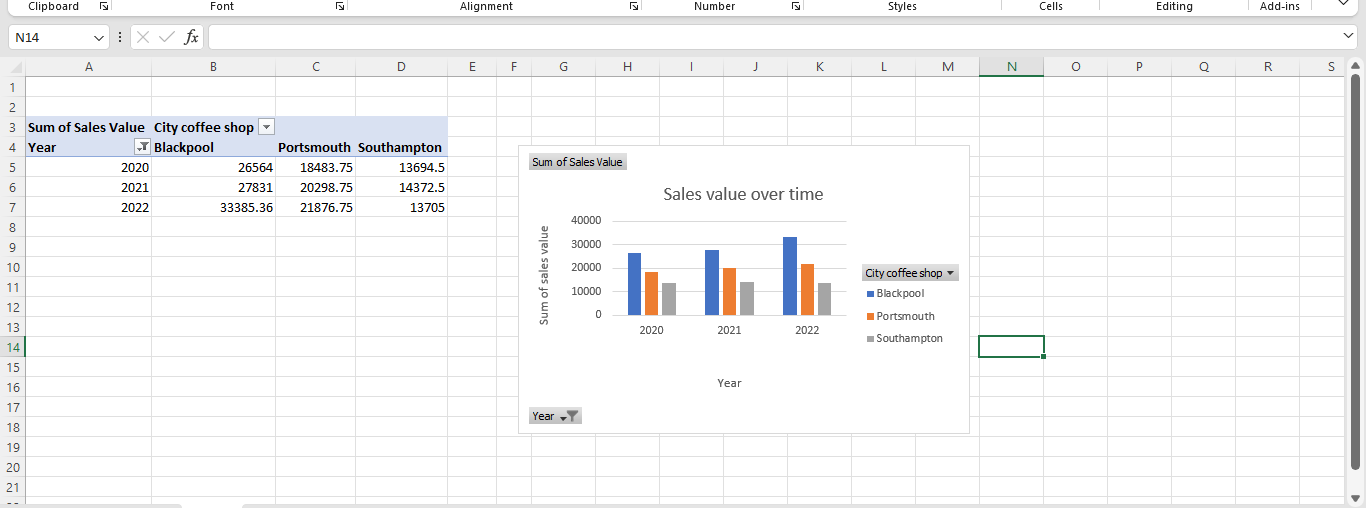 Clipboard Font Alignment Number Styles Cells Editing Add-ins
N14 fx
A B C D E F G H I J K L M N O P Q R S
1
2
3 Sum of Sales Value City coffee shop
4 Year Blackpool Portsmouth Southampton
5 2020 26564 18483.75 13694.5
6 2021 27831 20298.75 14372.5
7 2022 33385.36 21876.75 13705
8
9
10
11
12
13
14
15
16
17
18
19
20
21
Sum of Sales Value
Sales value over time
Sum of sales value
40000
30000
20000
10000
0
2020 2021 2022
Year
City coffee shop
Blackpool
Portsmouth
Southampton
Year